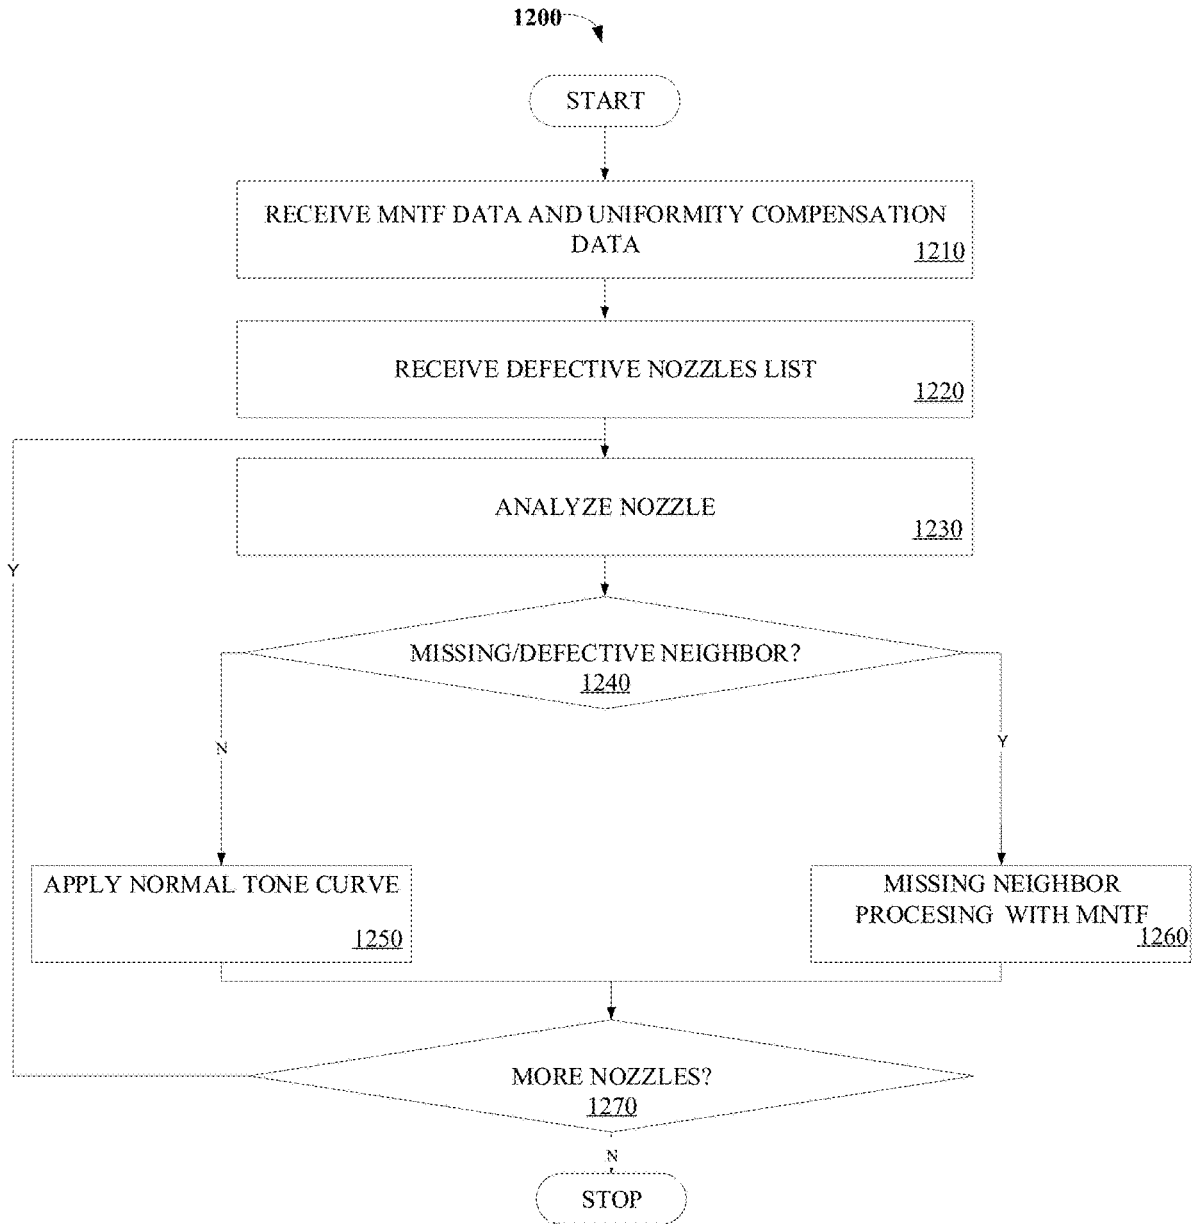 1200
START
RECEIVE MNTF DATA AND UNIFORMITY COMPENSATION
DATA
1210
RECEIVE DEFECTIVE NOZZLES LIST
1220
ANALYZE NOZZLE
1230
Y
MISSING/DEFECTIVE NEIGHBOR?
1240
N
Y
APPLY NORMAL TONE CURVE
1250
MISSING NEIGHBOR
PROCESING WITH MNTF
1260
MORE NOZZLES?
1270
N
STOP